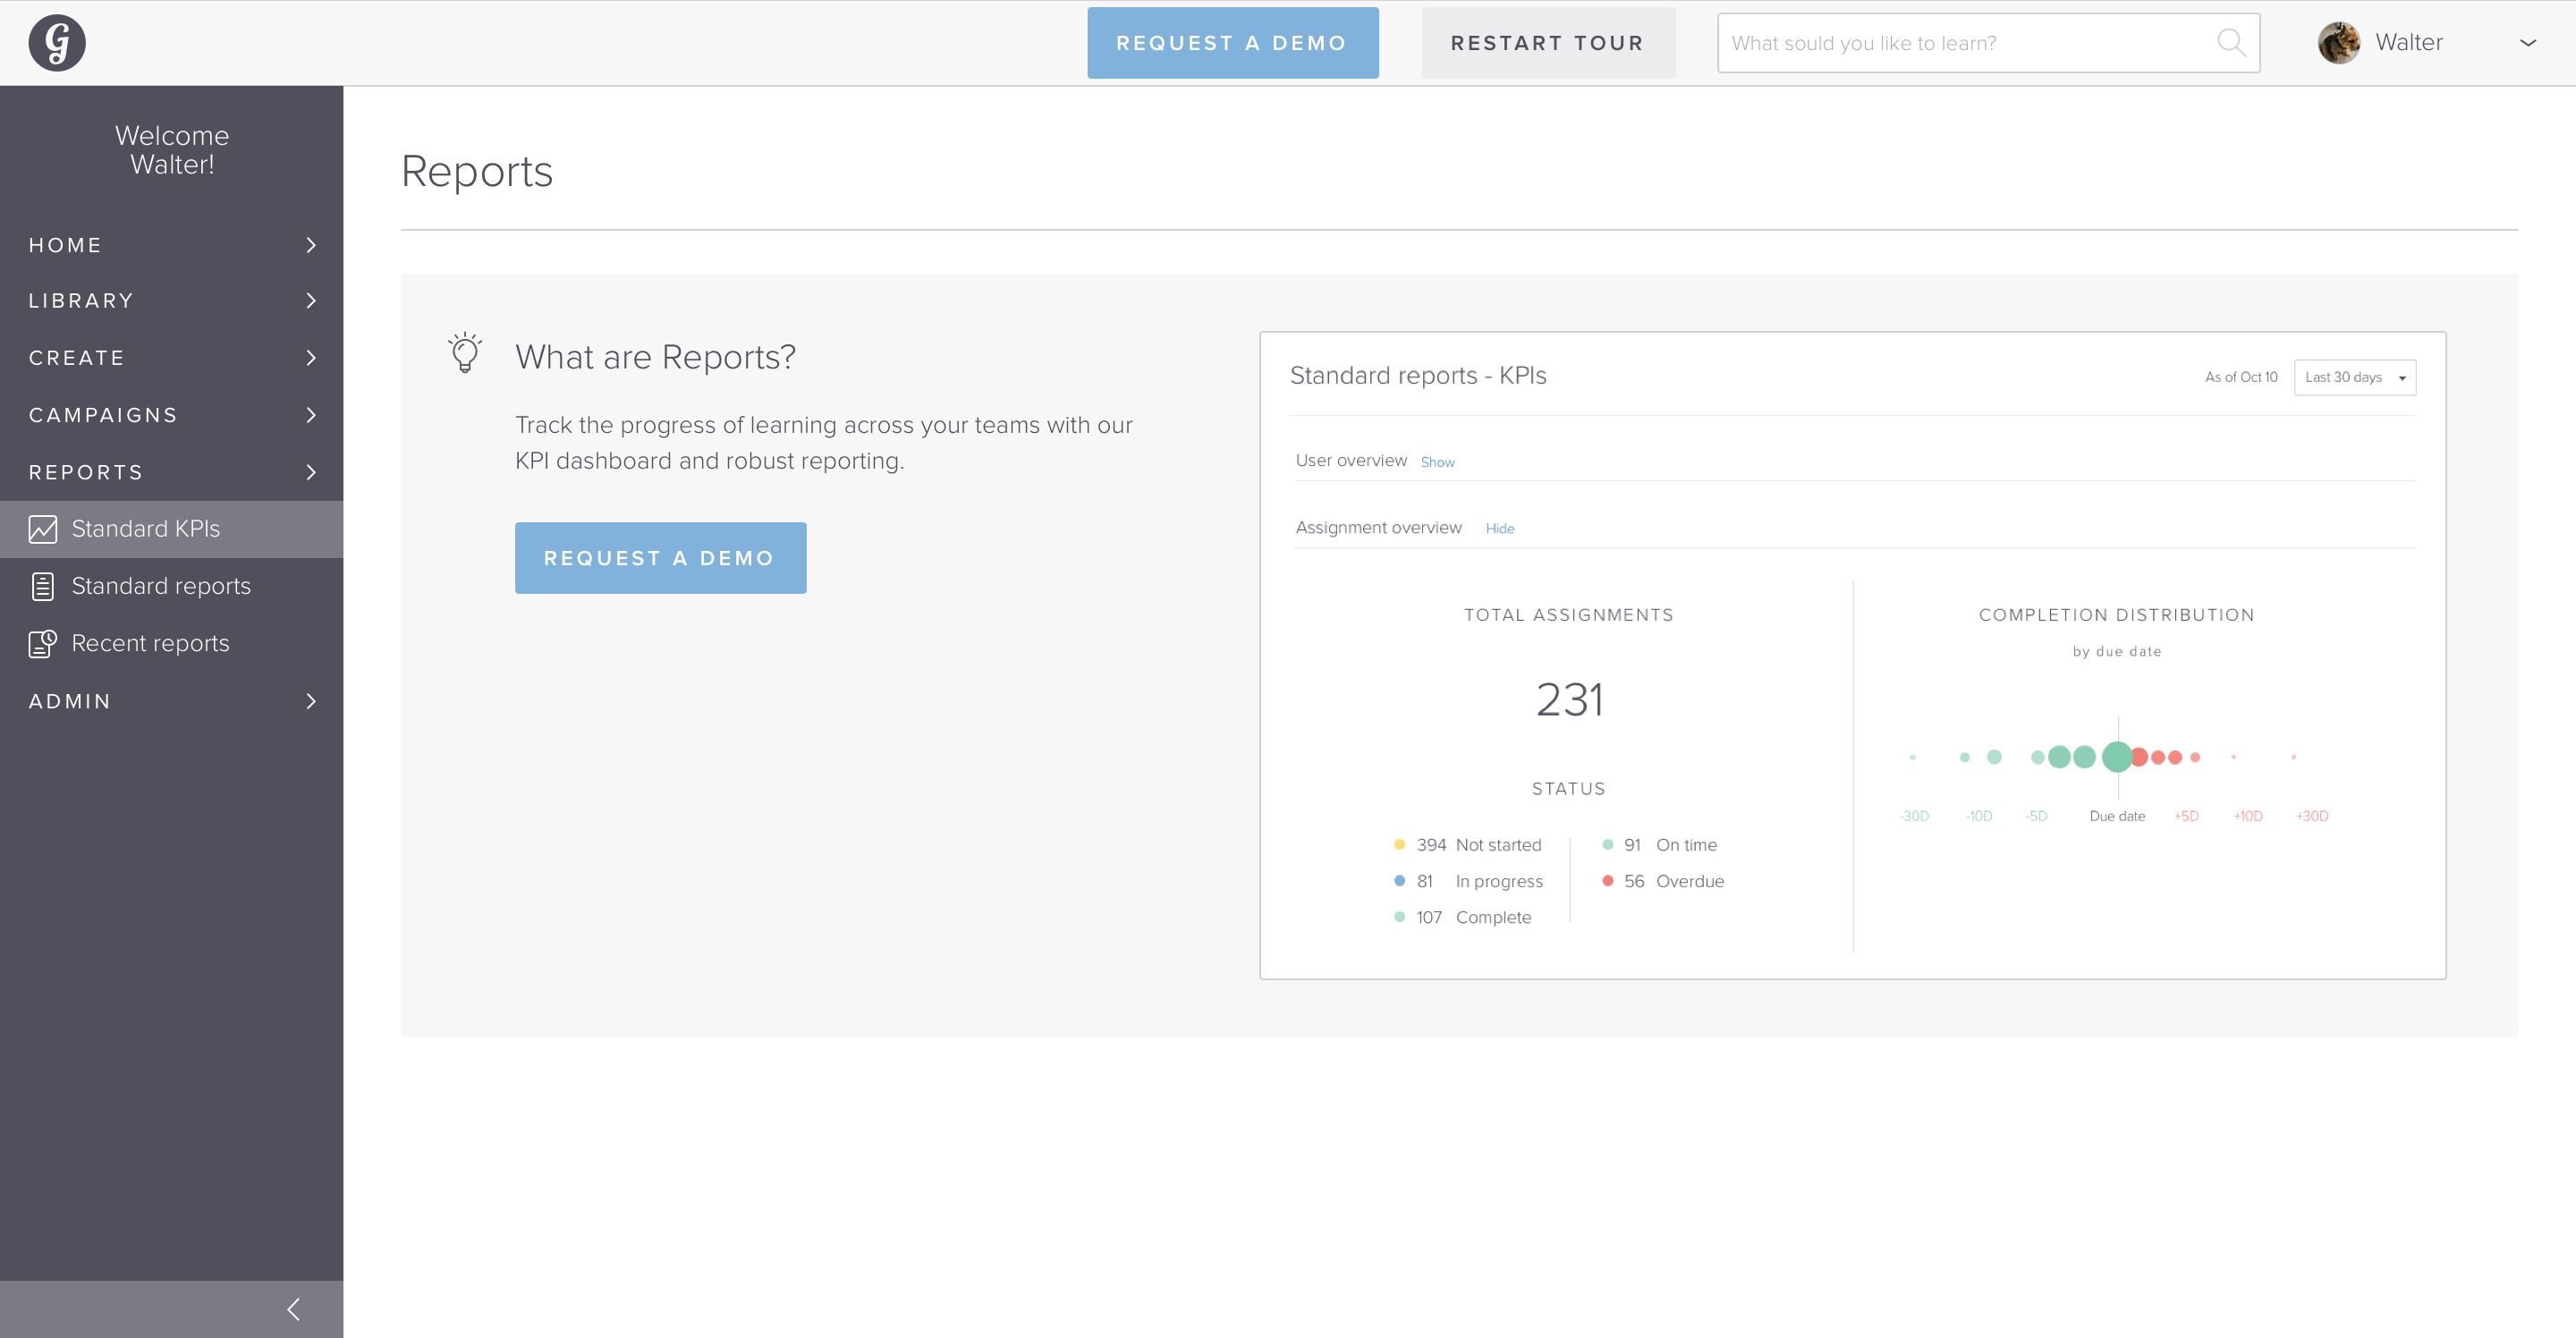 G
REQUEST A DEMO
RESTART TOUR
What sould you like to learn?
Walter
Welcome
Walter!
HOME
LIBRARY
CREATE
CAMPAIGNS
REPORTS
Standard KPIs
Standard reports
Recent reports
ADMIN
Reports
What are Reports?
Track the progress of learning across your teams with our
KPI dashboard and robust reporting.
REQUEST A DEMO
Standard reports - KPIs
As of Oct 10
Last 30 days
User overview Show
Assignment overview Hide
TOTAL ASSIGNMENTS
231
STATUS
394 Not started
81 In progress
107 Complete
91 On time
56 Overdue
COMPLETION DISTRIBUTION
by due date
-30D -10D -5D Due date +5D +10D +30D